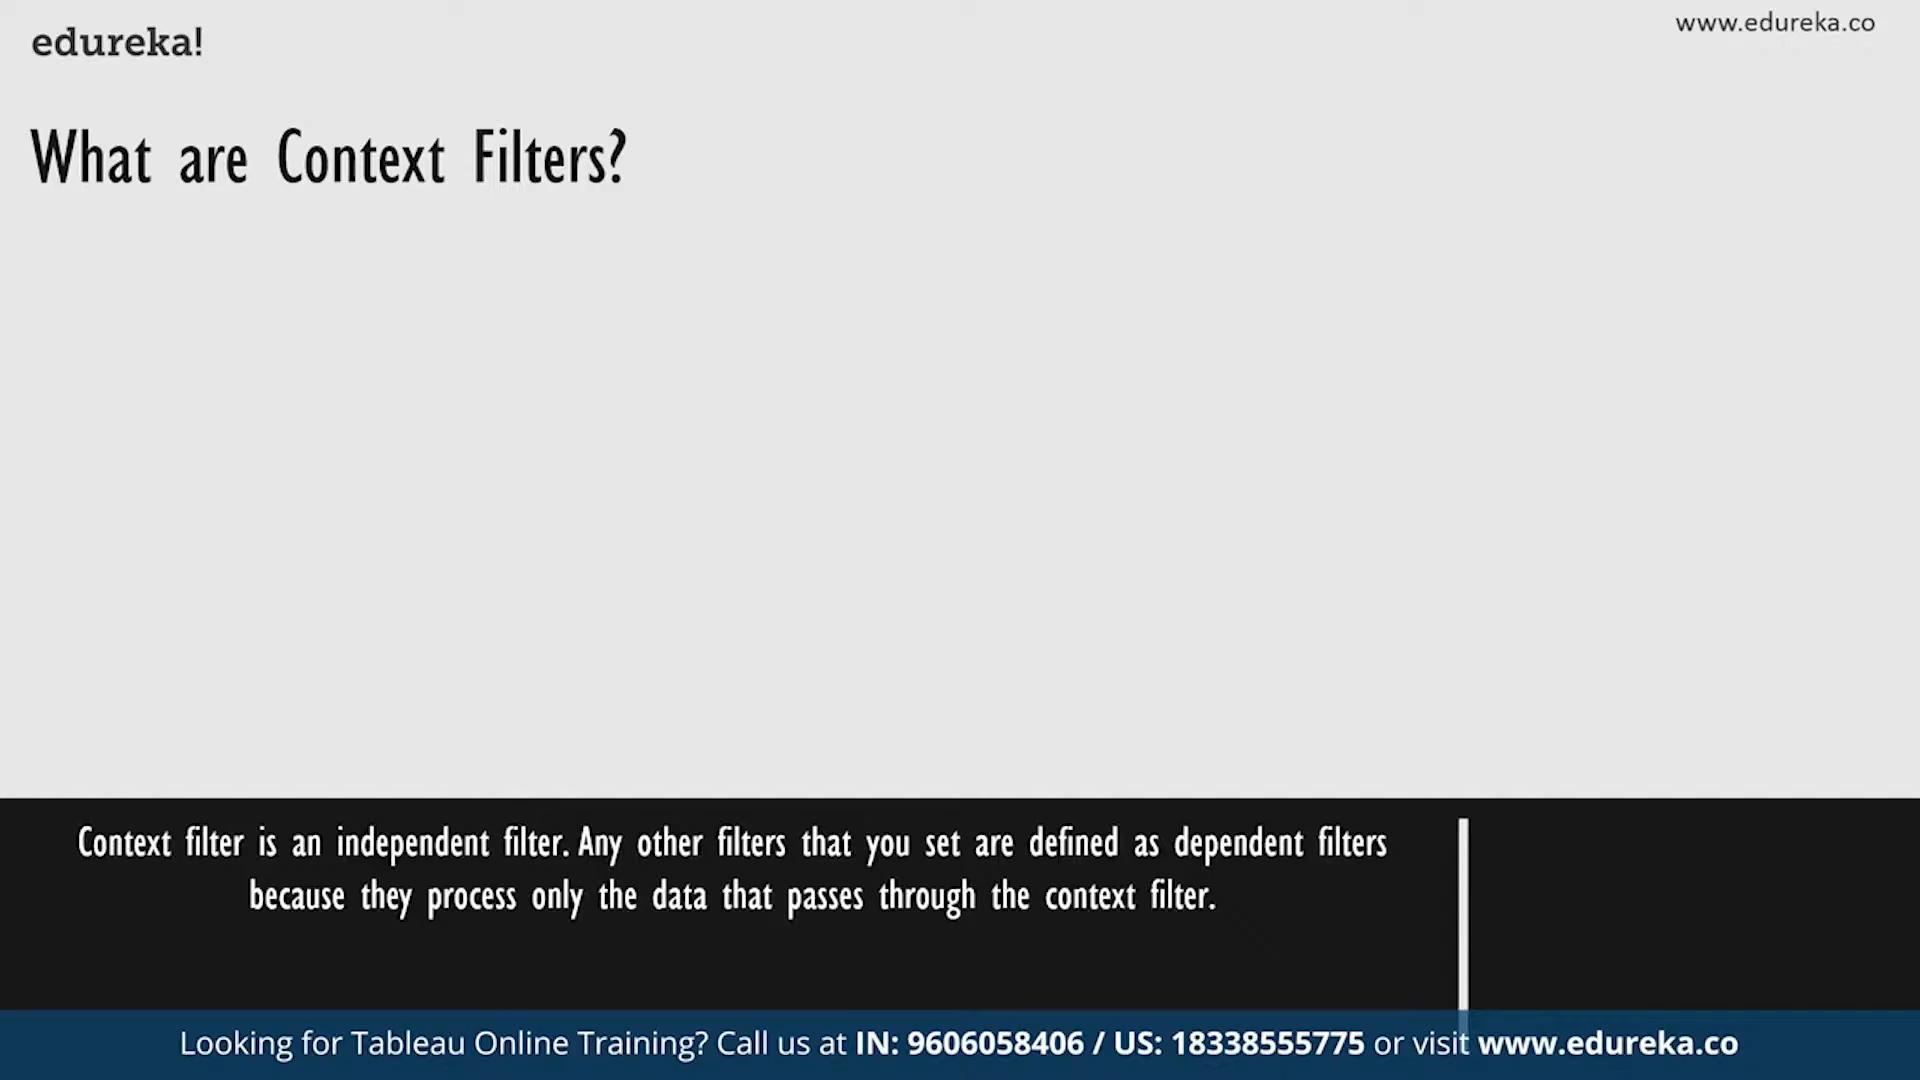 edureka!
www.edureka.co
What are Context Filters?
Context filter is an independent filter. Any other filters that you set are defined as dependent filters
because they process only the data that passes through the context filter.
Looking for Tableau Online Training? Call us at IN: 9606058406 / US: 18338555775 or visit www.edureka.co